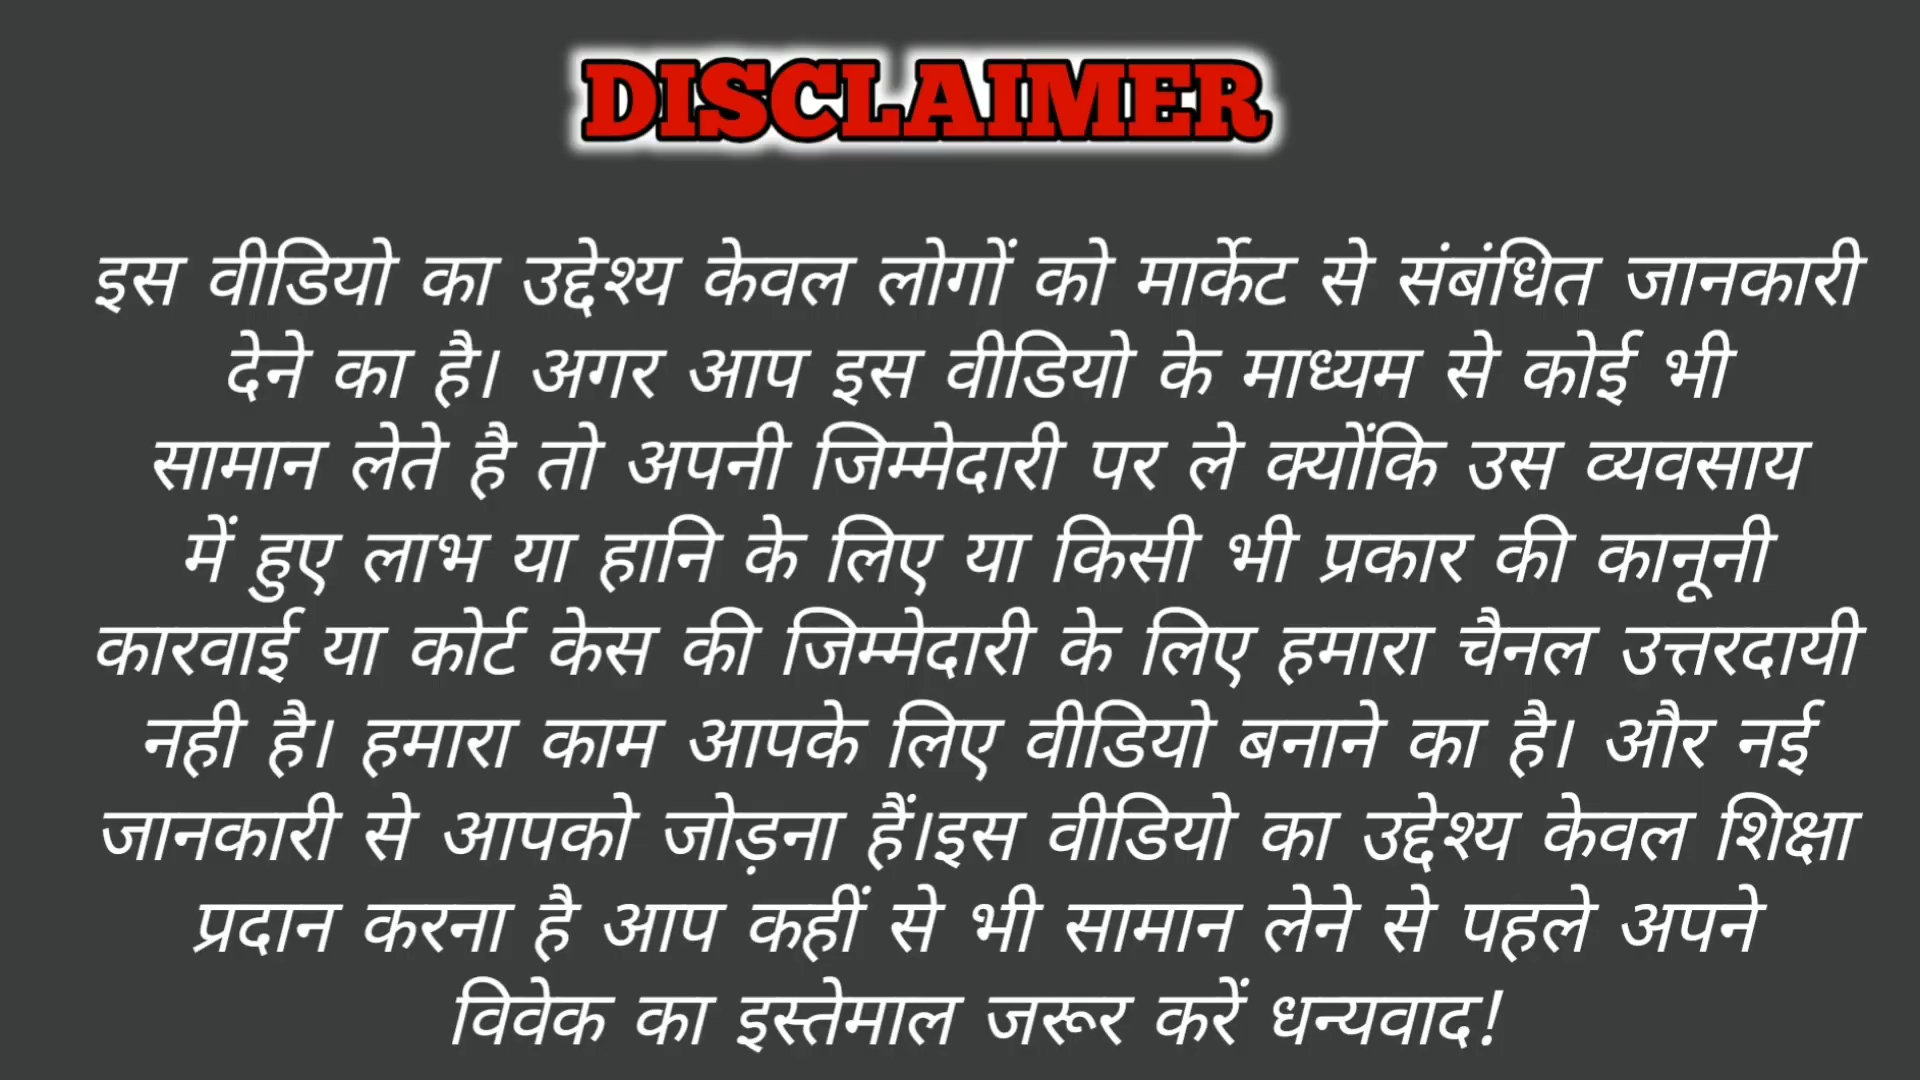 DISCLAIMER
इस वीडियो का उद्देश्य केवल लोगों को मार्केट से संबंधित जानकारी
देने का है। अगर आप इस वीडियो के माध्यम से कोई भी
सामान लेते है तो अपनी जिम्मेदारी पर ले क्योंकि उस व्यवसाय
में हुए लाभ या हानि के लिए या किसी भी प्रकार की कानूनी
कारवाई या कोर्ट केस की जिम्मेदारी के लिए हमारा चैनल उत्तरदायी
नही है। हमारा काम आपके लिए वीडियो बनाने का है। और नई
जानकारी से आपको जोड़ना हैं।इस वीडियो का उद्देश्य केवल शिक्षा
प्रदान करना है आप कहीं से भी सामान लेने से पहले अपने
विवेक का इस्तेमाल जरूर करें धन्यवाद!